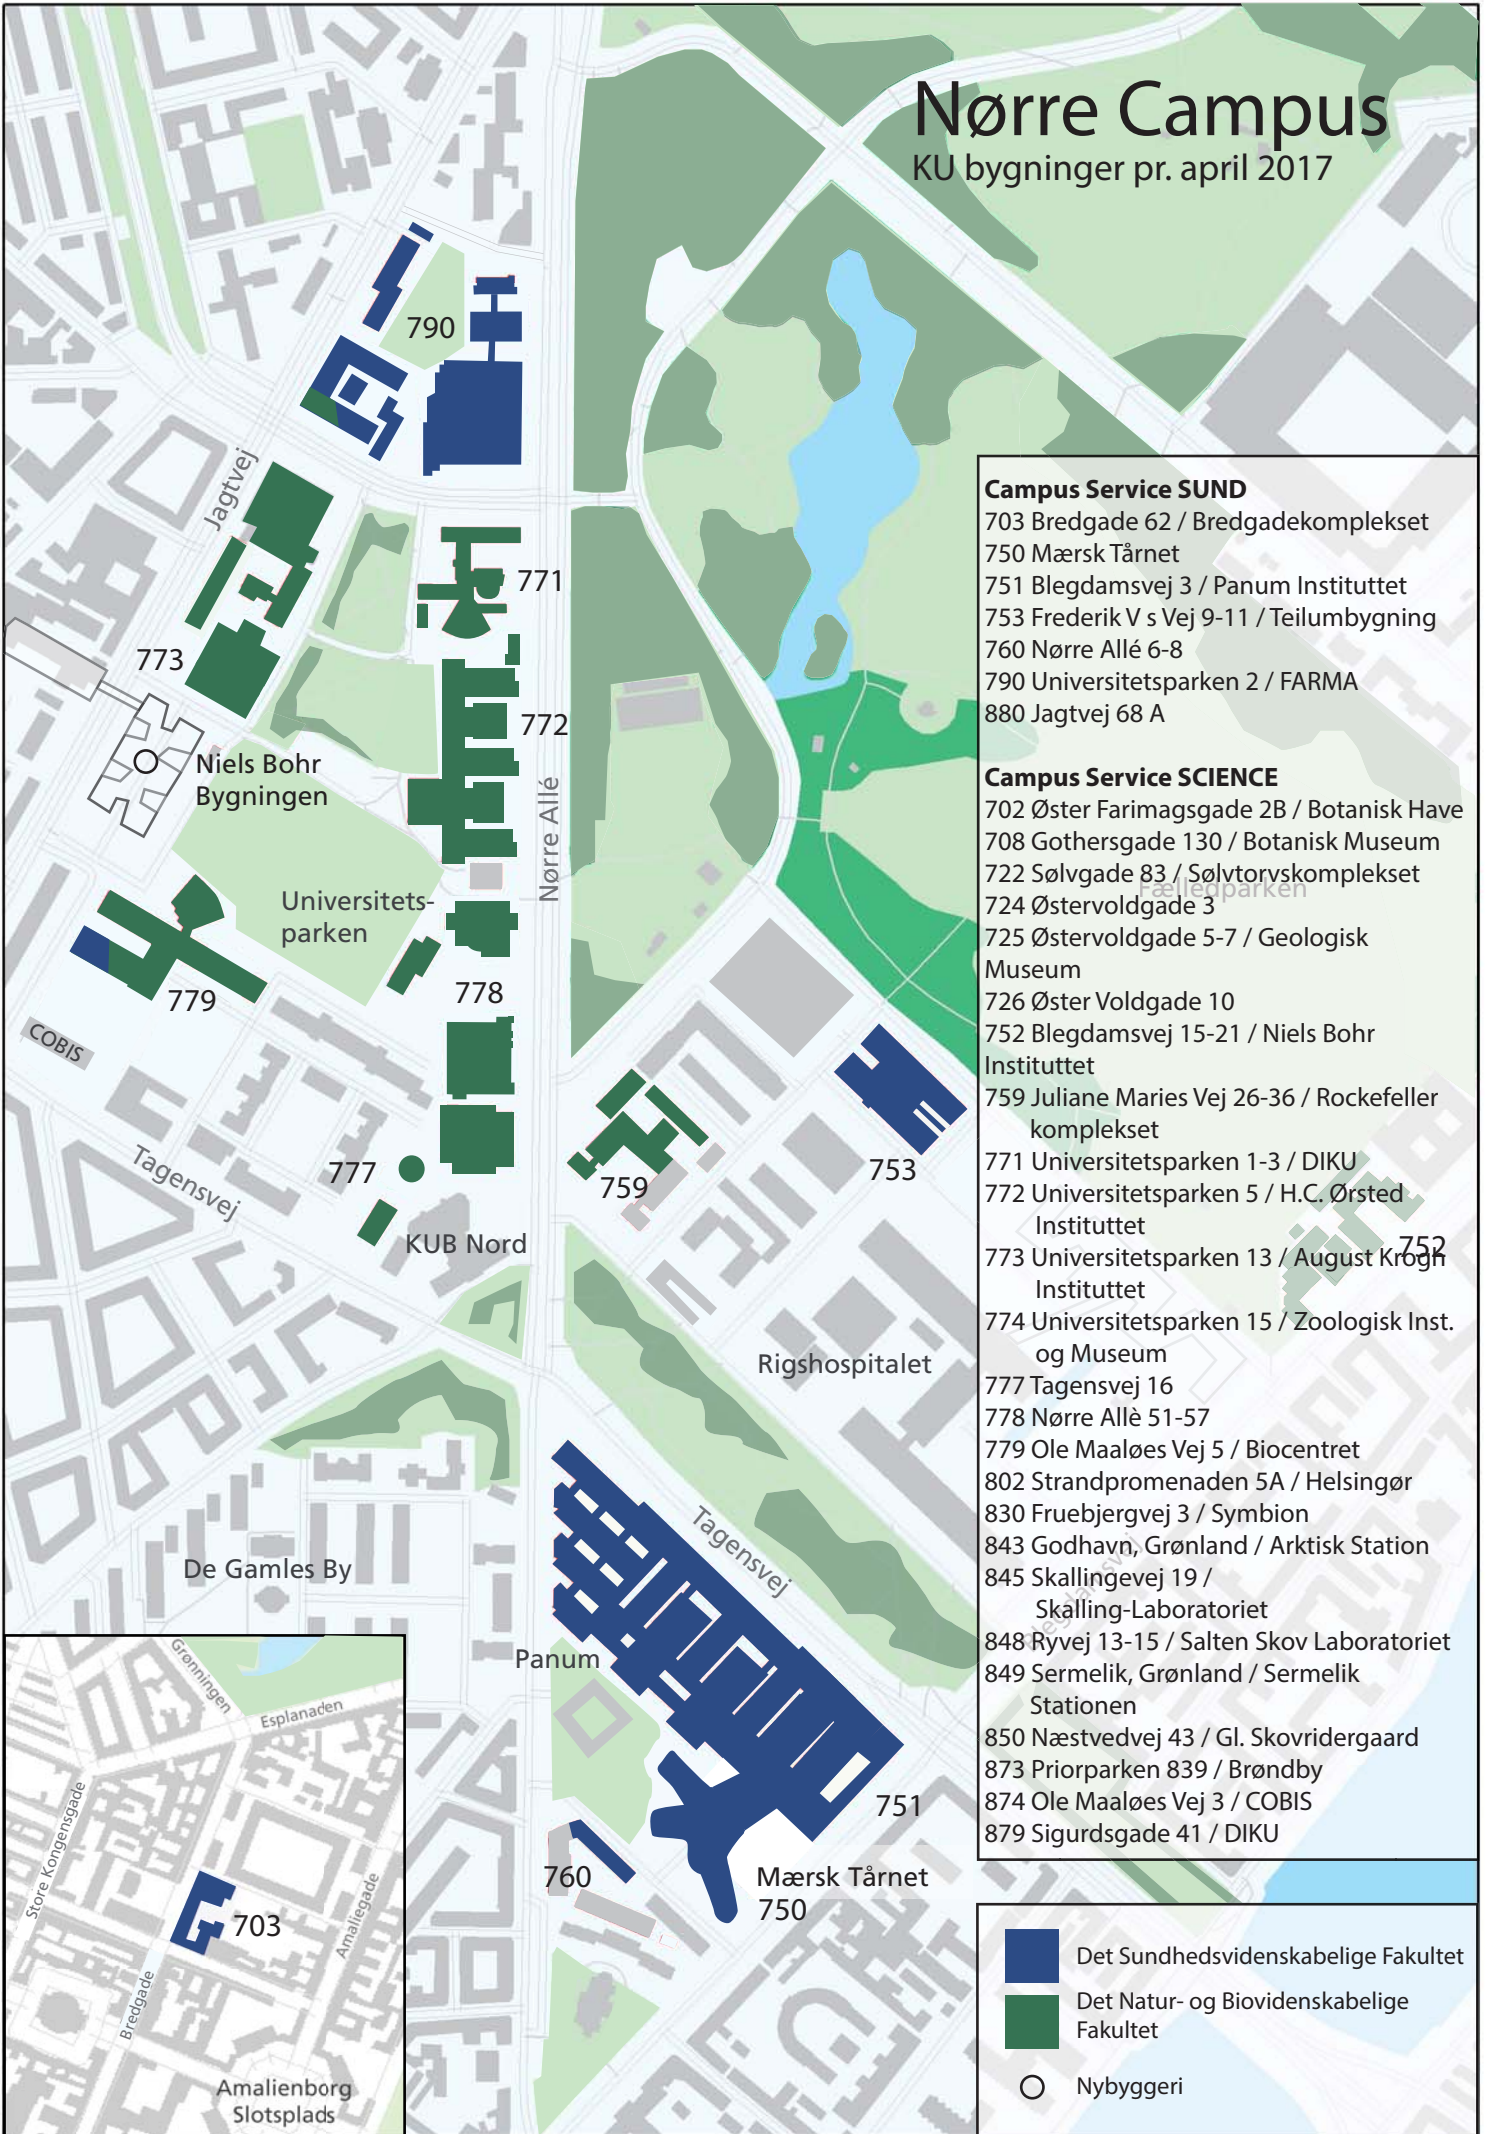 Nørre Campus
KU bygninger pr. april 2017
790
Jagtvej
771
773
772
Niels Bohr
Bygningen
Nørre Allé
Universitets-
parken
779
778
COBIS
Tagensvej
777
759
753
KUB Nord
Rigshospitalet
Tagensvej
De Gamles By
Panum
751
760
Mærsk Tårnet
750
Fælledparken
752
Blegdamsvej
Grønningen
Esplanaden
Store Kongensgade
703
Amaliegade
Bredgade
Amalienborg
Slotsplads
Campus Service SUND
703 Bredgade 62 / Bredgadekomplekset
750 Mærsk Tårnet
751 Blegdamsvej 3 / Panum Instituttet
753 Frederik V s Vej 9-11 / Teilumbygning
760 Nørre Allé 6-8
790 Universitetsparken 2 / FARMA
880 Jagtvej 68 A
Campus Service SCIENCE
702 Øster Farimagsgade 2B / Botanisk Have
708 Gothersgade 130 / Botanisk Museum
722 Sølvgade 83 / Sølvtorvskomplekset
724 Østervoldgade 3
725 Østervoldgade 5-7 / Geologisk
Museum
726 Øster Voldgade 10
752 Blegdamsvej 15-21 / Niels Bohr
Instituttet
759 Juliane Maries Vej 26-36 / Rockefeller
komplekset
771 Universitetsparken 1-3 / DIKU
772 Universitetsparken 5 / H.C. Ørsted
Instituttet
773 Universitetsparken 13 / August Krogh
Instituttet
774 Universitetsparken 15 / Zoologisk Inst.
og Museum
777 Tagensvej 16
778 Nørre Allè 51-57
779 Ole Maaløes Vej 5 / Biocentret
802 Strandpromenaden 5A / Helsingør
830 Fruebjergvej 3 / Symbion
843 Godhavn, Grønland / Arktisk Station
845 Skallingevej 19 /
Skalling-Laboratoriet
848 Ryvej 13-15 / Salten Skov Laboratoriet
849 Sermelik, Grønland / Sermelik
Stationen
850 Næstvedvej 43 / Gl. Skovridergaard
873 Priorparken 839 / Brøndby
874 Ole Maaløes Vej 3 / COBIS
879 Sigurdsgade 41 / DIKU
Det Sundhedsvidenskabelige Fakultet
Det Natur- og Biovidenskabelige
Fakultet
Nybyggeri